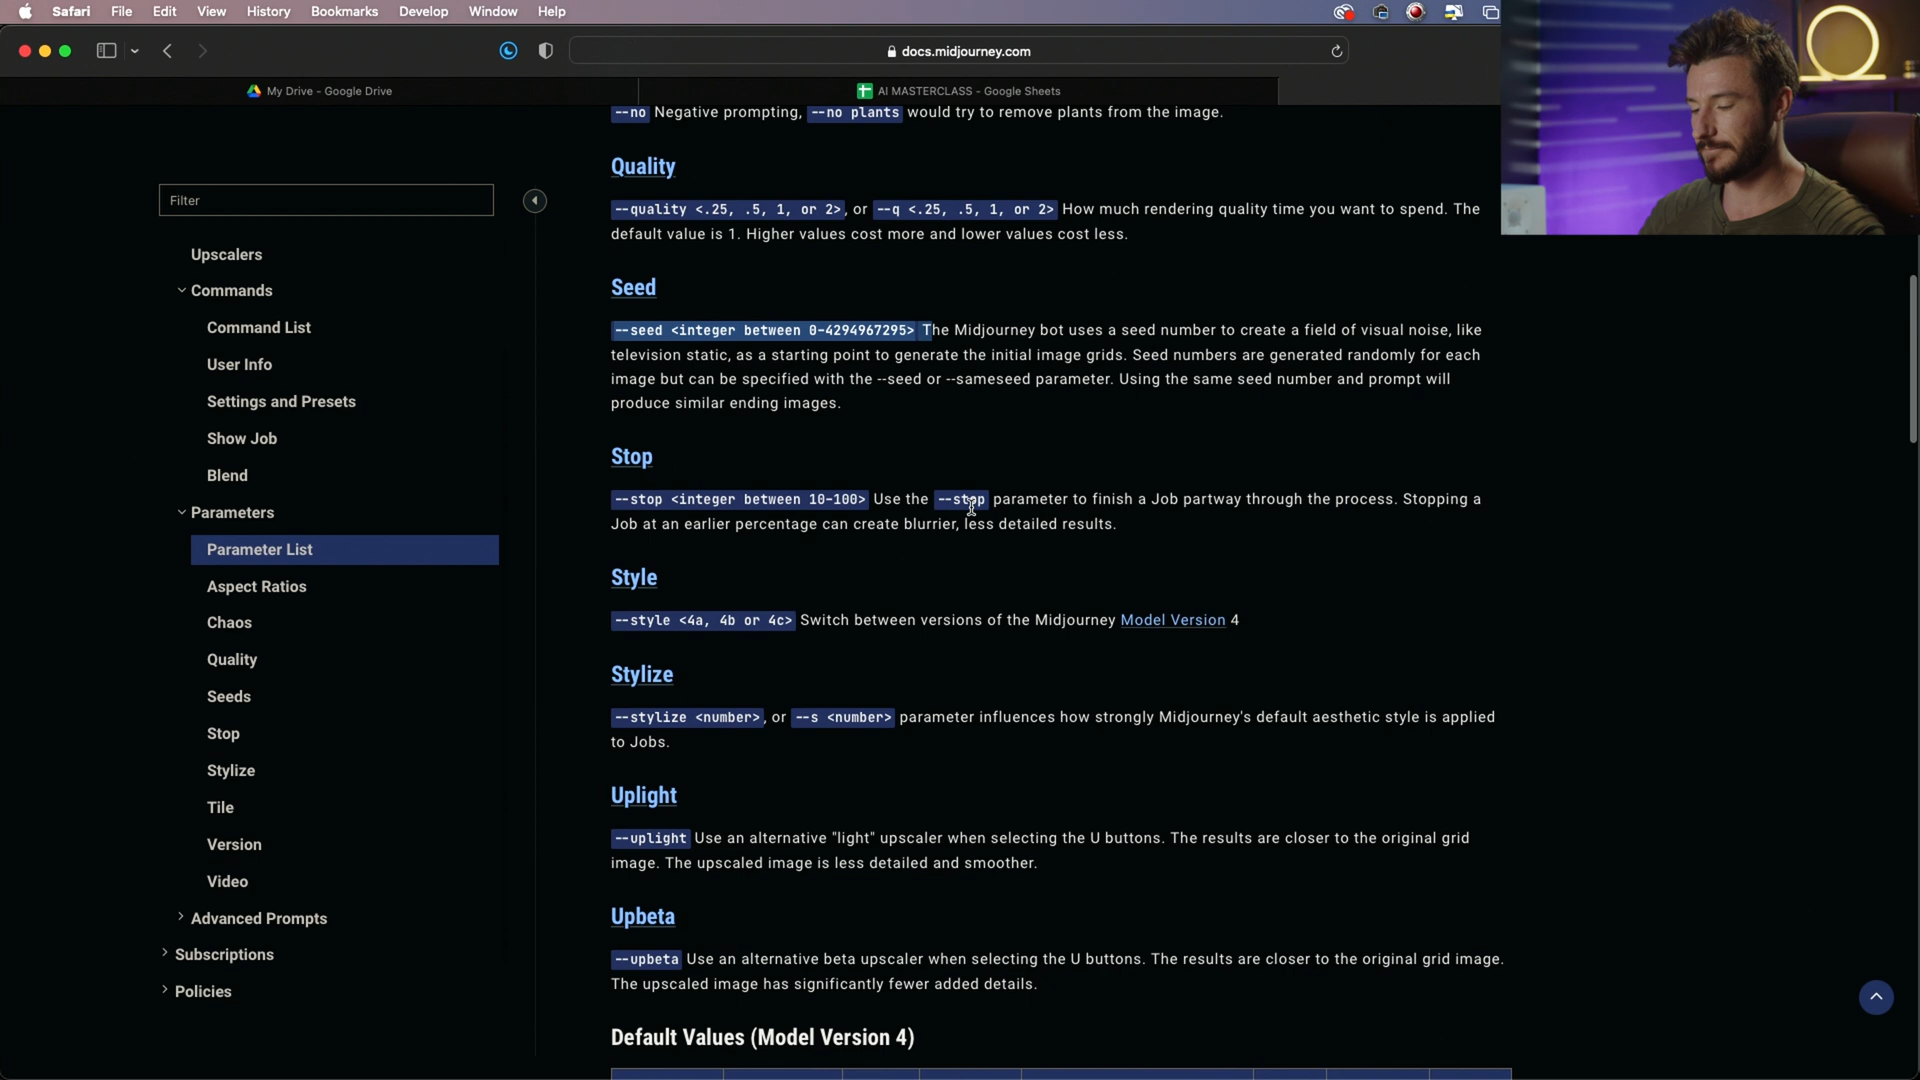 Safari File Edit View History Bookmarks Develop Window Help
docs.midjourney.com
My Drive - Google Drive
AI MASTERCLASS - Google Sheets
Filter
Upscalers
Commands
Command List
User Info
Settings and Presets
Show Job
Blend
Parameters
Parameter List
Aspect Ratios
Chaos
Quality
Seeds
Stop
Stylize
Tile
Version
Video
Advanced Prompts
Subscriptions
Policies
--no Negative prompting, --no plants would try to remove plants from the image.
Quality
--quality <.25, .5, 1, or 2>, or --q <.25, .5, 1, or 2> How much rendering quality time you want to spend. The
default value is 1. Higher values cost more and lower values cost less.
Seed
--seed <integer between 0-4294967295> The Midjourney bot uses a seed number to create a field of visual noise, like
television static, as a starting point to generate the initial image grids. Seed numbers are generated randomly for each
image but can be specified with the --seed or --sameseed parameter. Using the same seed number and prompt will
produce similar ending images.
Stop
--stop <integer between 10-100> Use the --stop parameter to finish a Job partway through the process. Stopping a
Job at an earlier percentage can create blurrier, less detailed results.
Style
--style <4a, 4b or 4c> Switch between versions of the Midjourney Model Version 4
Stylize
--stylize <number>, or --s <number> parameter influences how strongly Midjourney's default aesthetic style is applied
to Jobs.
Uplight
--uplight Use an alternative "light" upscaler when selecting the U buttons. The results are closer to the original grid
image. The upscaled image is less detailed and smoother.
Upbeta
--upbeta Use an alternative beta upscaler when selecting the U buttons. The results are closer to the original grid image.
The upscaled image has significantly fewer added details.
Default Values (Model Version 4)